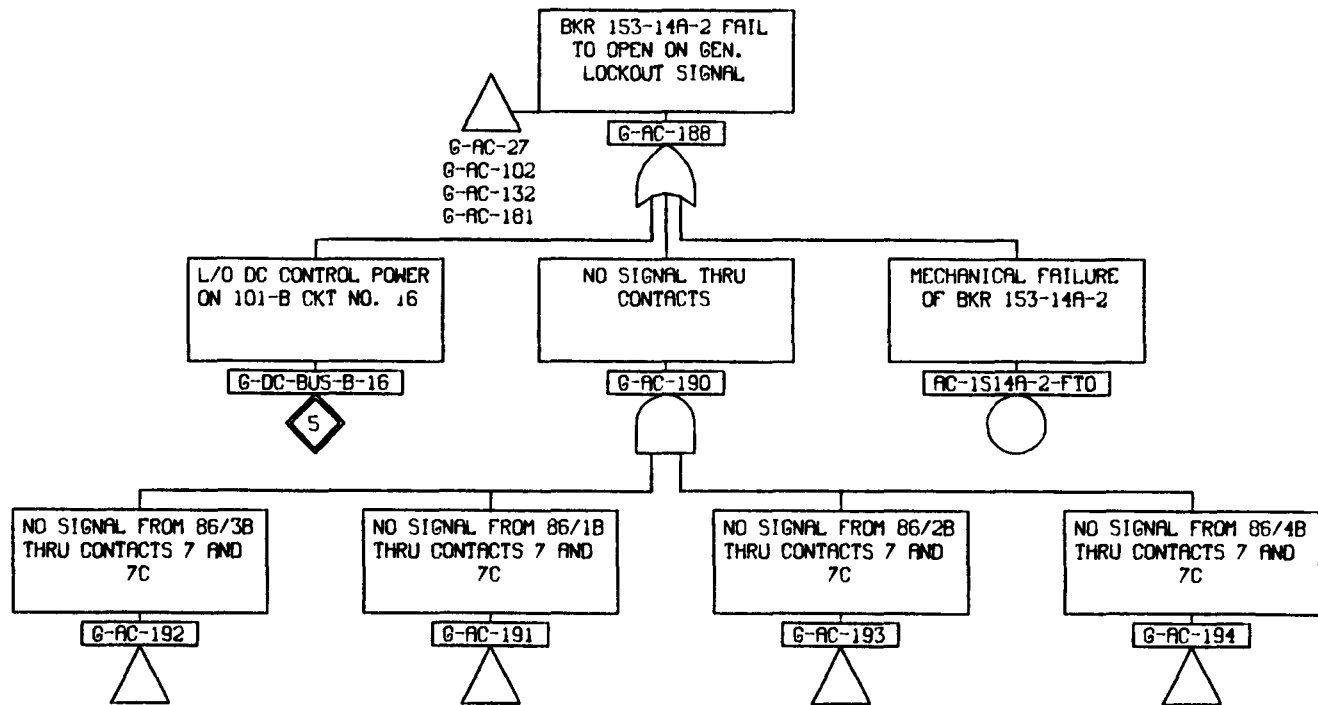 BKR 153-14A-2 FAIL
TO OPEN ON GEN.
LOCKOUT SIGNAL
G-AC-188
G-AC-27
G-AC-102
G-AC-132
G-AC-181
L/O DC CONTROL POWER
ON 101-B CKT NO. 16
G-DC-BUS-B-16
5
NO SIGNAL THRU
CONTACTS
G-AC-190
MECHANICAL FAILURE
OF BKR 153-14A-2
AC-1S14A-2-FTO
NO SIGNAL FROM 86/3B
THRU CONTACTS 7 AND
7C
G-AC-192
NO SIGNAL FROM 86/1B
THRU CONTACTS 7 AND
7C
G-AC-191
NO SIGNAL FROM 86/2B
THRU CONTACTS 7 AND
7C
G-AC-193
NO SIGNAL FROM 86/4B
THRU CONTACTS 7 AND
7C
G-AC-194